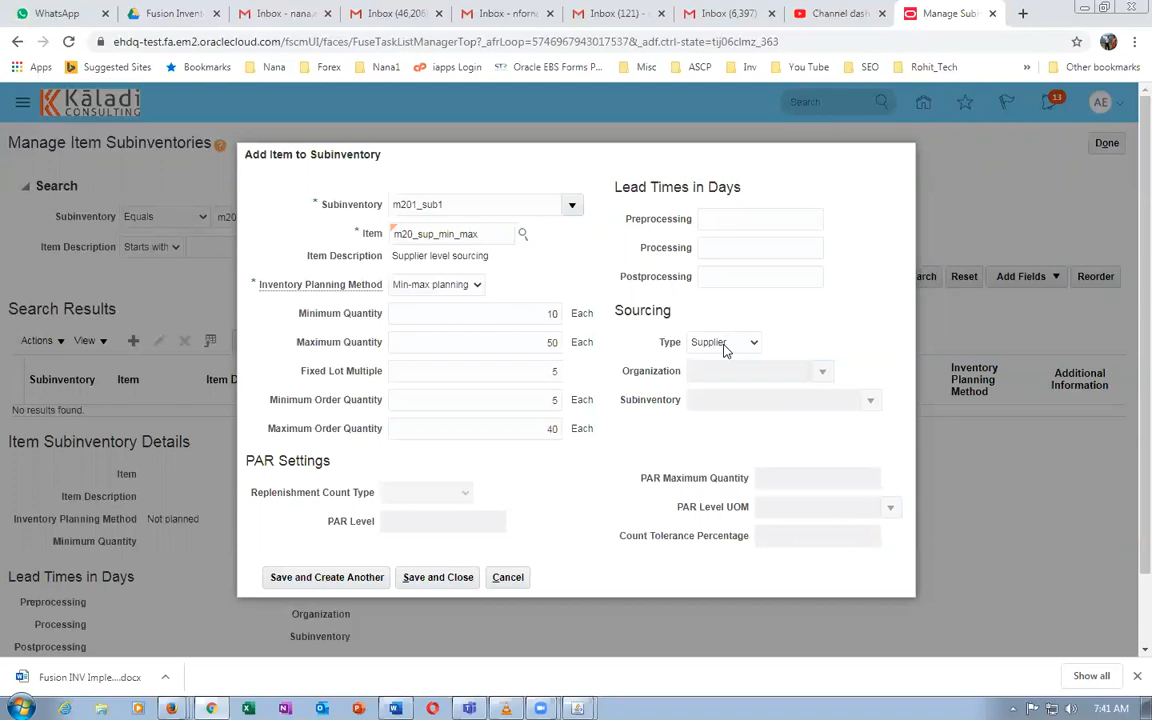 WhatsApp
Fusion Invent
Inbox - nana.
Inbox (46,206)
Inbox - nforn
Inbox (121) -
Inbox (6,397)
Channel dash
Manage Sub
ehdq-test.fa.em2.oraclecloud.com/fscmUI/faces/FuseTaskListManagerTop?_afrLoop=5746967943017537&_adf.ctrl-state=tij06clmz_363
Apps
Suggested Sites
Bookmarks
Nana
Forex
Nana1
iapps Login
Oracle EBS Forms P...
Misc
ASCP
Inv
You Tube
SEO
Rohit_Tech
»
Other bookmarks
Kāladi
CONSULTING
Search
13
AE
Manage Item Subinventories
Done
Search
Subinventory Equals m20
Item Description Starts with
arch
Reset
Add Fields
Reorder
Search Results
Actions View
Subinventory
Item
Item D
Inventory
Planning
Method
Additional
Information
No results found.
Item Subinventory Details
Item
Item Description
Inventory Planning Method Not planned
Minimum Quantity
Lead Times in Days
Preprocessing
Processing
Postprocessing
Organization
Subinventory
Add Item to Subinventory
* Subinventory m201_sub1
* Item m20_sup_min_max
Item Description Supplier level sourcing
* Inventory Planning Method Min-max planning
Minimum Quantity 10 Each
Maximum Quantity 50 Each
Fixed Lot Multiple 5
Minimum Order Quantity 5 Each
Maximum Order Quantity 40 Each
PAR Settings
Replenishment Count Type
PAR Level
Lead Times in Days
Preprocessing
Processing
Postprocessing
Sourcing
Type Supplier
Organization
Subinventory
PAR Maximum Quantity
PAR Level UOM
Count Tolerance Percentage
Save and Create Another
Save and Close
Cancel
Fusion INV Imple....docx
Show all
7:41 AM